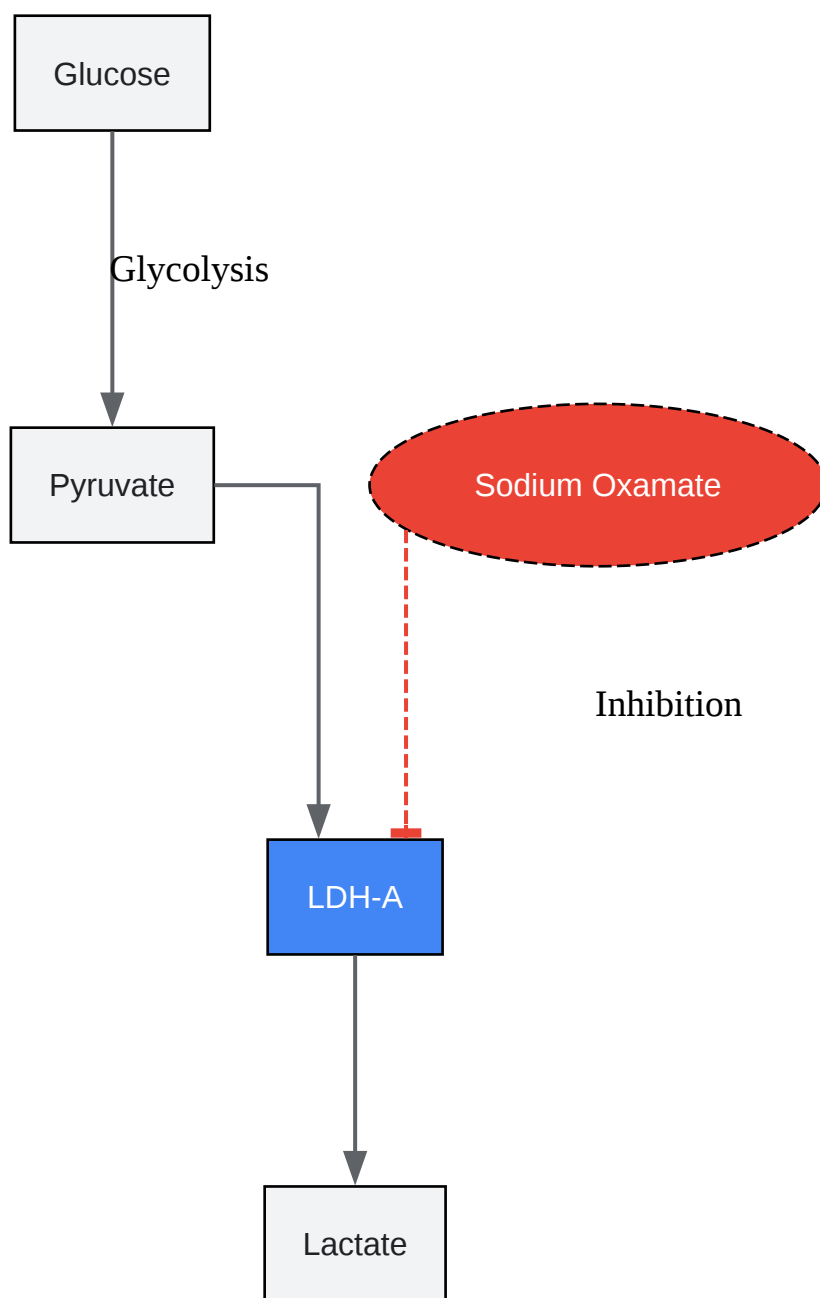 Glucose
Glycolysis
Pyruvate
Sodium Oxamate
Inhibition
LDH-A
Lactate